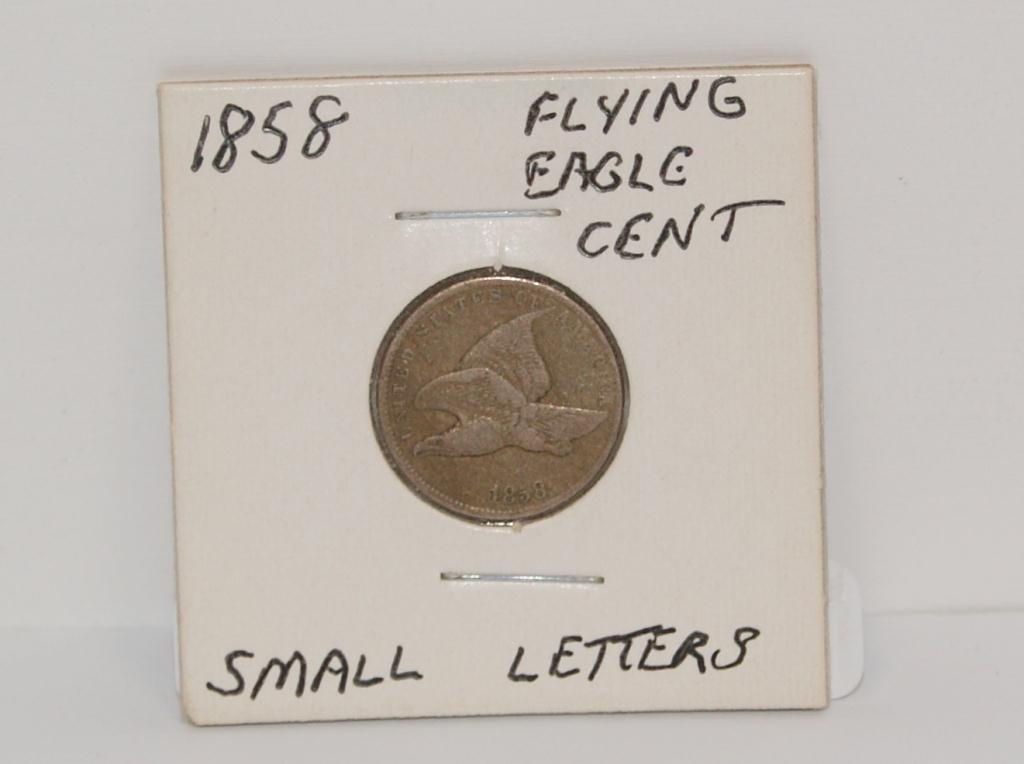 1858 FLYING
EAGLE
CENT
UNITED STATES OF AMERICA
1858
SMALL LETTERS